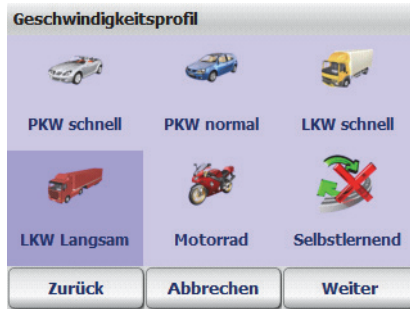 Geschwindigkeitsprofil
PKW schnell PKW normal LKW schnell
LKW Langsam Motorrad Selbstlernend
Zurück Abbrechen Weiter